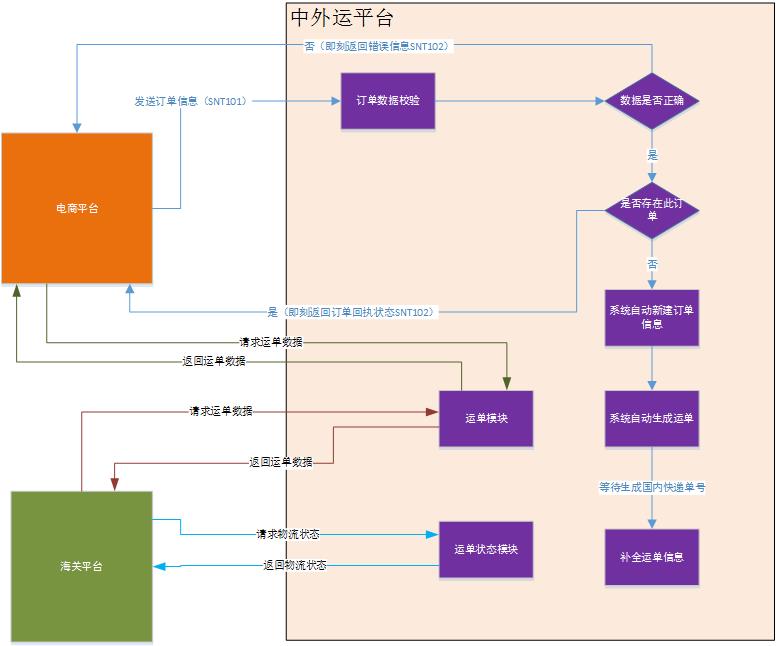 中外运平台
否（即刻返回错误信息SNT102）
发送订单信息（SNT101）
订单数据校验
数据是否正确
是
电商平台
是否存在此订
单
否
是（即刻返回订单回执状态SNT102）
系统自动新建订单
信息
请求运单数据
返回运单数据
请求运单数据
运单模块
系统自动生成运单
返回运单数据
等待生成国内快递单号
请求物流状态
运单状态模块
补全运单信息
海关平台
返回物流状态